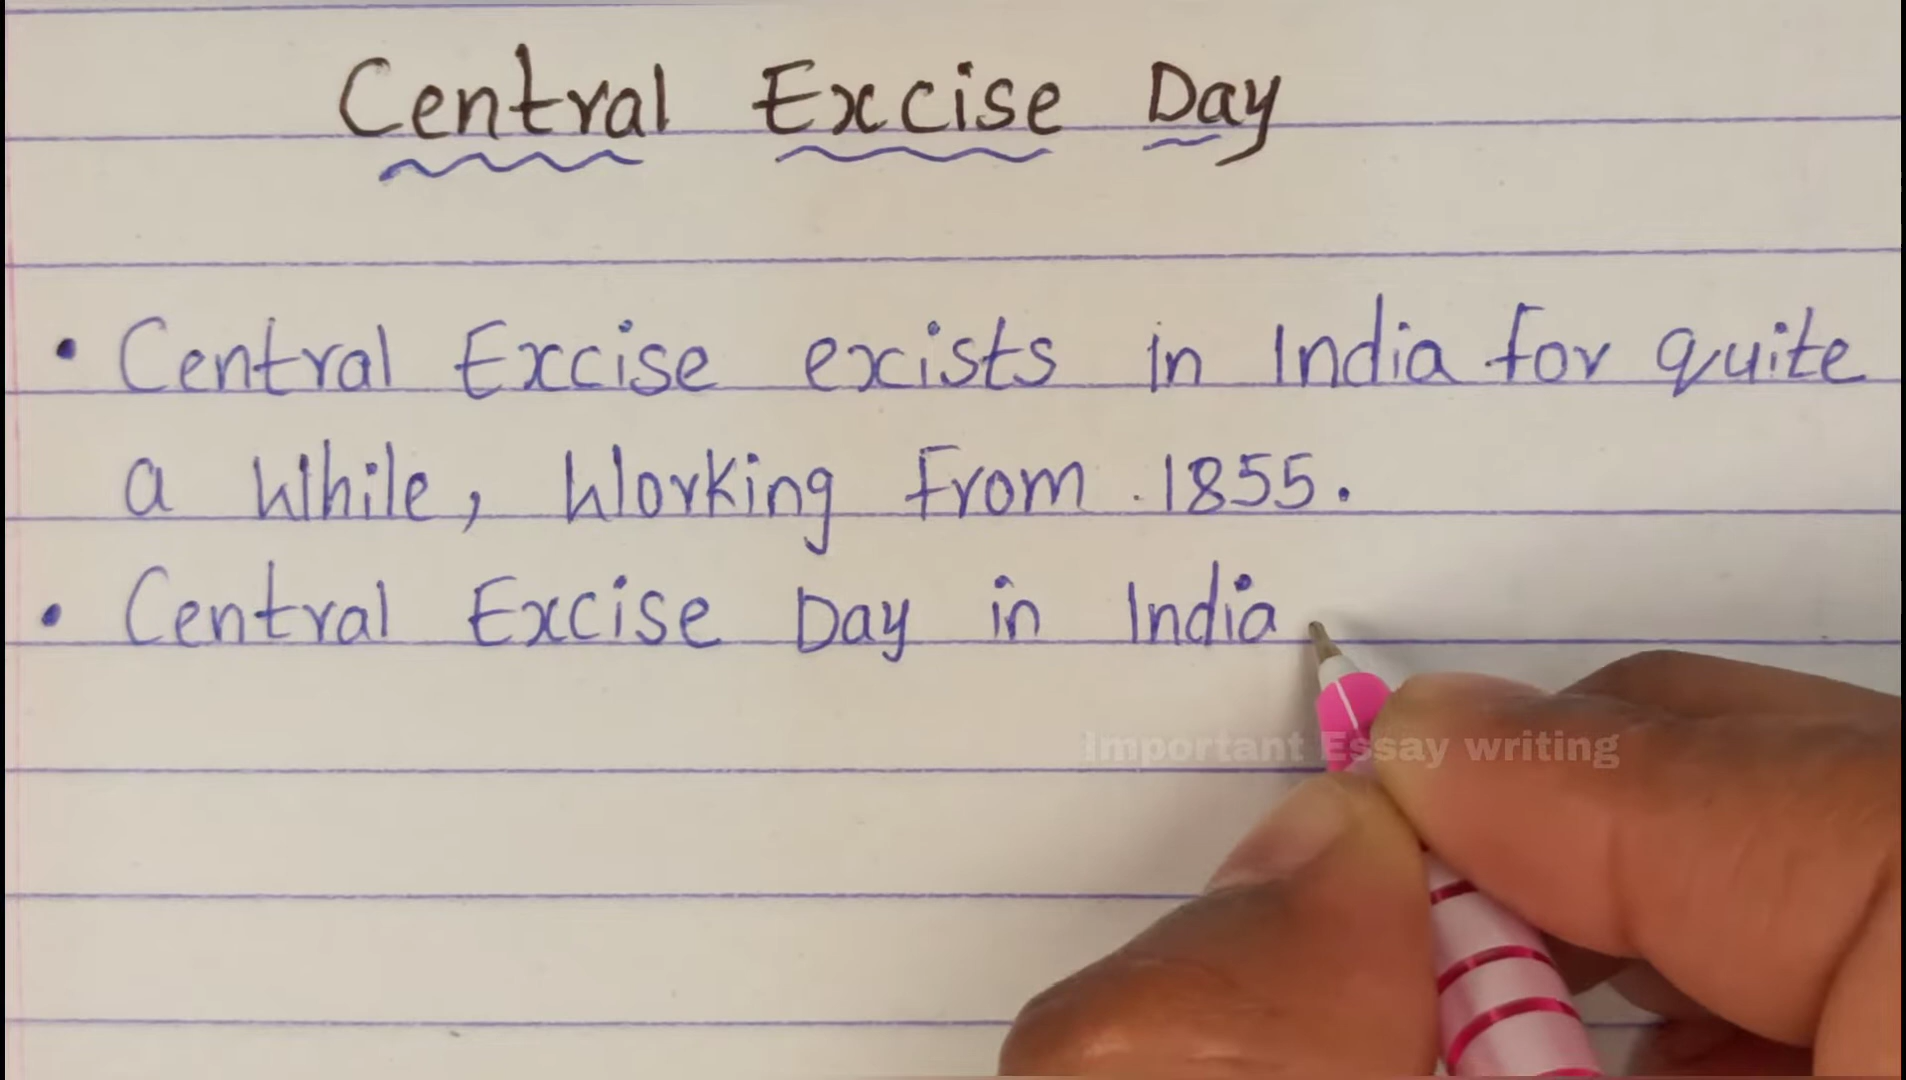 Central Excise Day
• Central Excise exists in India for quite
a While, Working From 1855.
• Central Excise Day in India
Important Essay writing